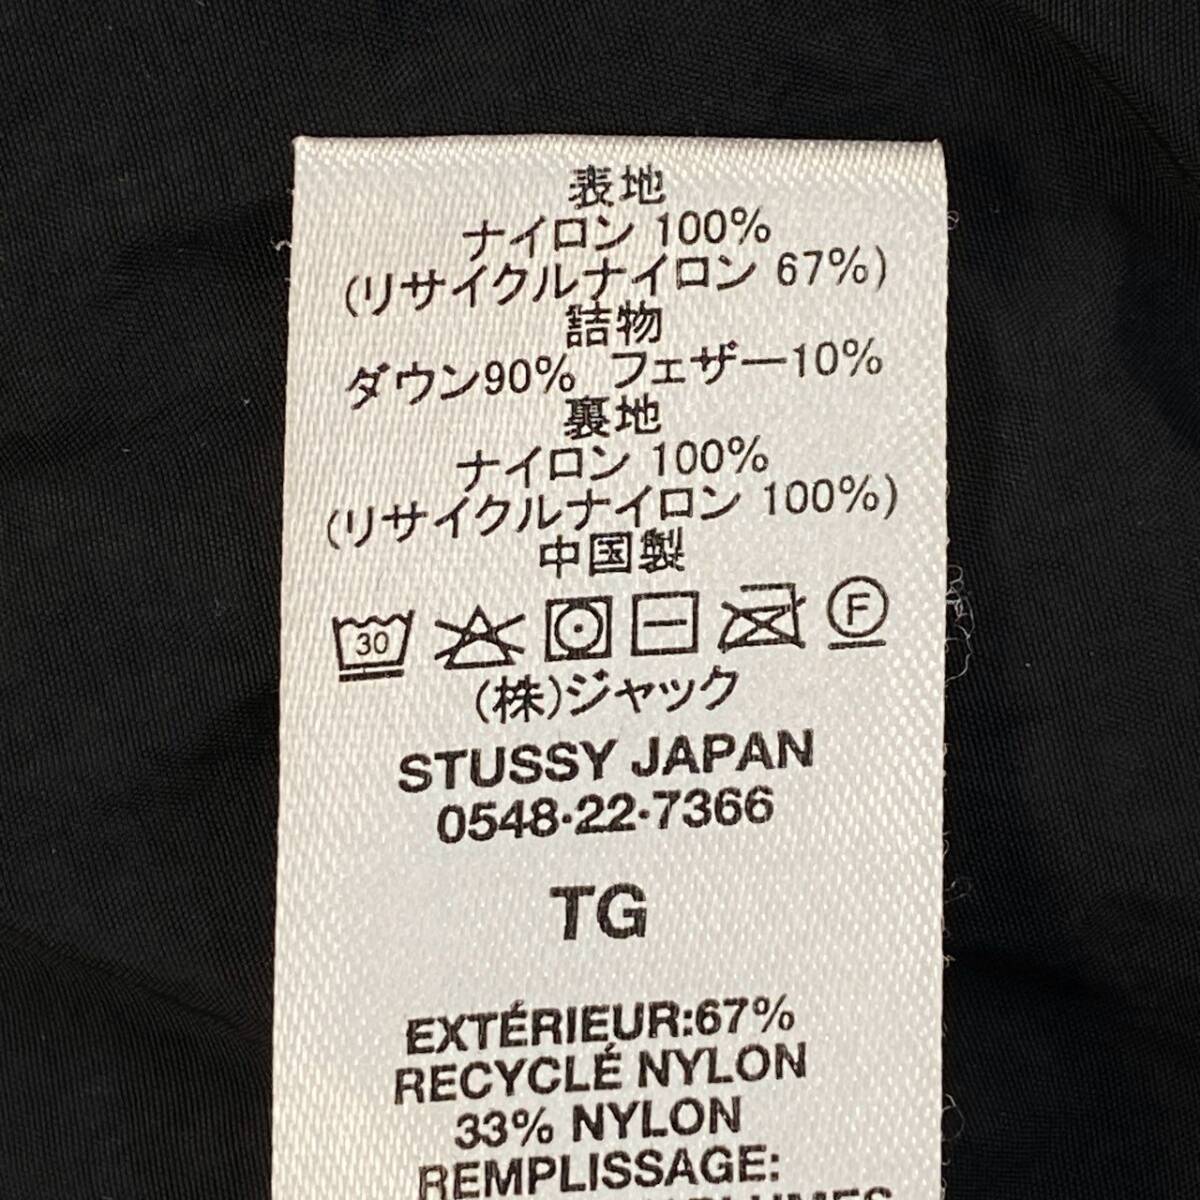 表地
ナイロン 100%
(リサイクルナイロン 67%)
詰物
ダウン90% フェザー10%
裏地
ナイロン 100%
(リサイクルナイロン 100%)
中国製
30 F
(株)ジャック
STUSSY JAPAN
0548·22·7366
TG
EXTÉRIEUR:67%
RECYCLÉ NYLON
33% NYLON
REMPLISSAGE: